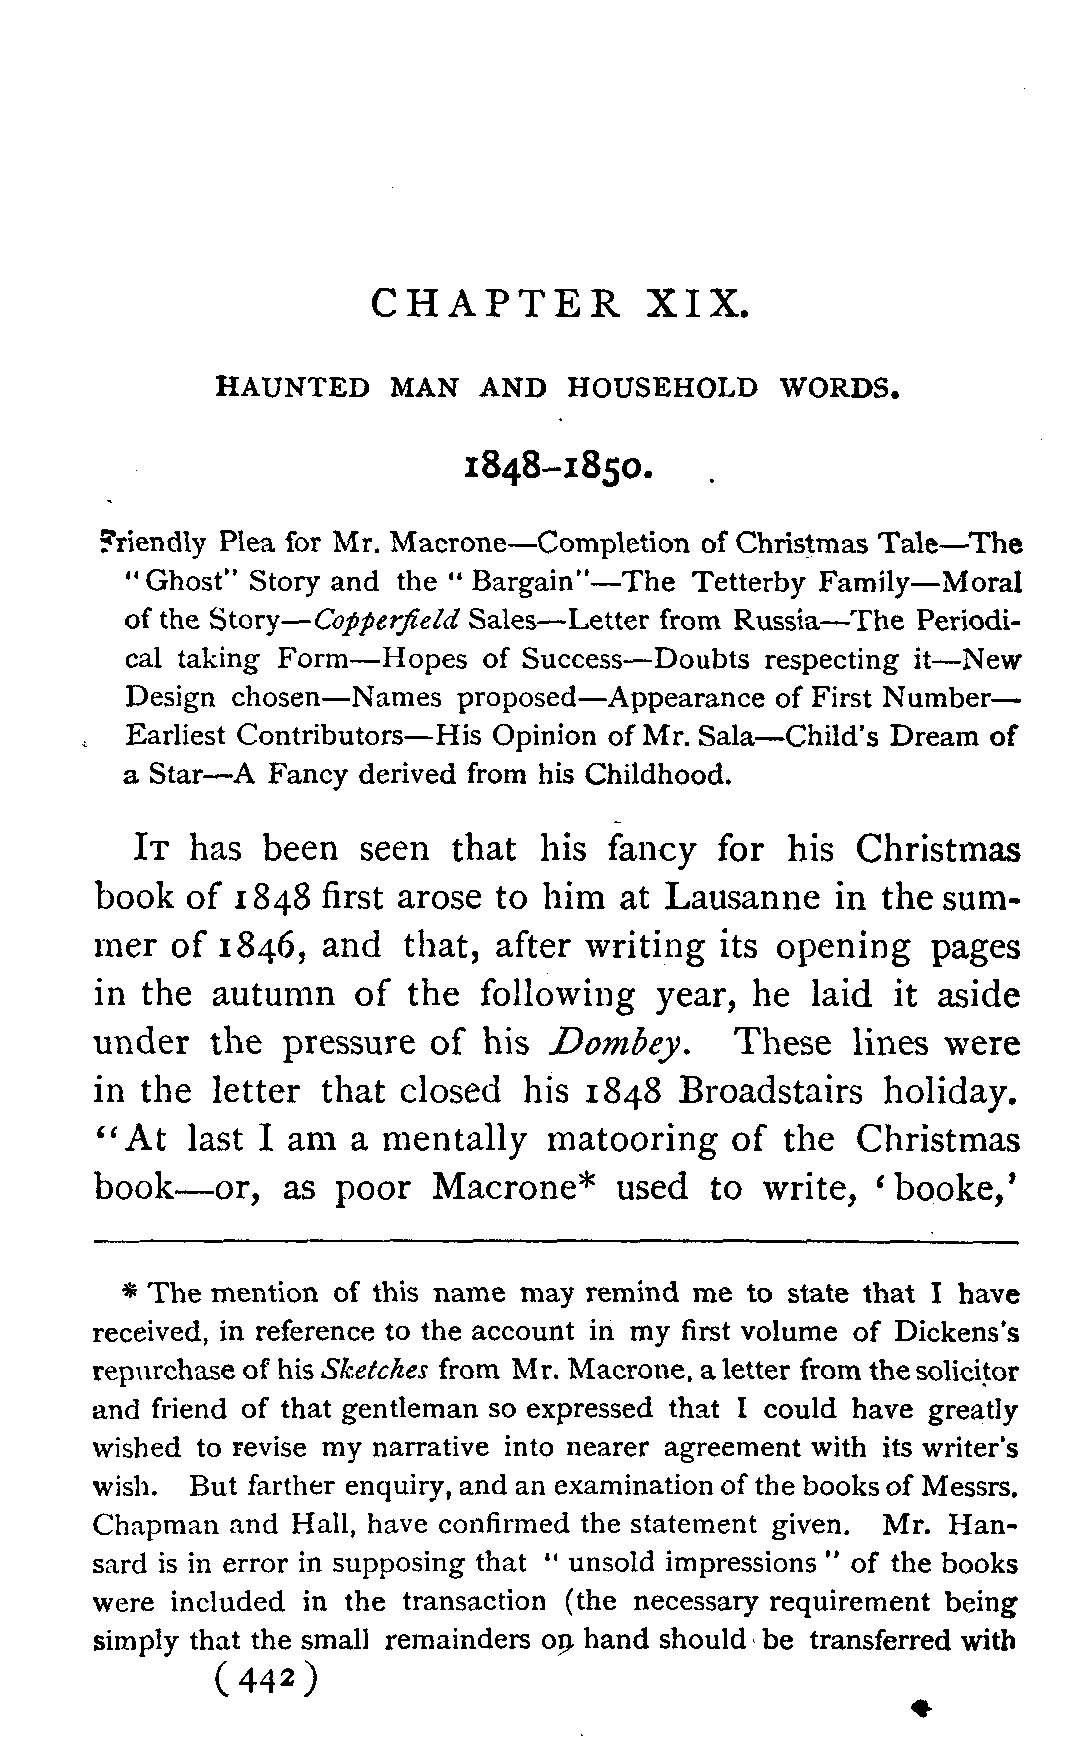 CHAPTER XIX.
HAUNTED MAN AND HOUSEHOLD WORDS.
1848–1850.
Friendly Plea for Mr. Macrone—Completion of Christmas Tale—The
"Ghost" Story and the "Bargain"—The Tetterby Family—Moral
of the Story—Copperfield Sales—Letter from Russia—The Periodi-
cal taking Form—Hopes of Success—Doubts respecting it—New
Design chosen—Names proposed—Appearance of First Number—
Earliest Contributors—His Opinion of Mr. Sala—Child's Dream of
a Star—A Fancy derived from his Childhood.
IT has been seen that his fancy for his Christmas
book of 1848 first arose to him at Lausanne in the sum-
mer of 1846, and that, after writing its opening pages
in the autumn of the following year, he laid it aside
under the pressure of his Dombey. These lines were
in the letter that closed his 1848 Broadstairs holiday.
"At last I am a mentally matooring of the Christmas
book—or, as poor Macrone* used to write, 'booke,'
* The mention of this name may remind me to state that I have
received, in reference to the account in my first volume of Dickens's
repurchase of his Sketches from Mr. Macrone, a letter from the solicitor
and friend of that gentleman so expressed that I could have greatly
wished to revise my narrative into nearer agreement with its writer's
wish. But farther enquiry, and an examination of the books of Messrs.
Chapman and Hall, have confirmed the statement given. Mr. Han-
sard is in error in supposing that "unsold impressions" of the books
were included in the transaction (the necessary requirement being
simply that the small remainders on hand should be transferred with
(442)